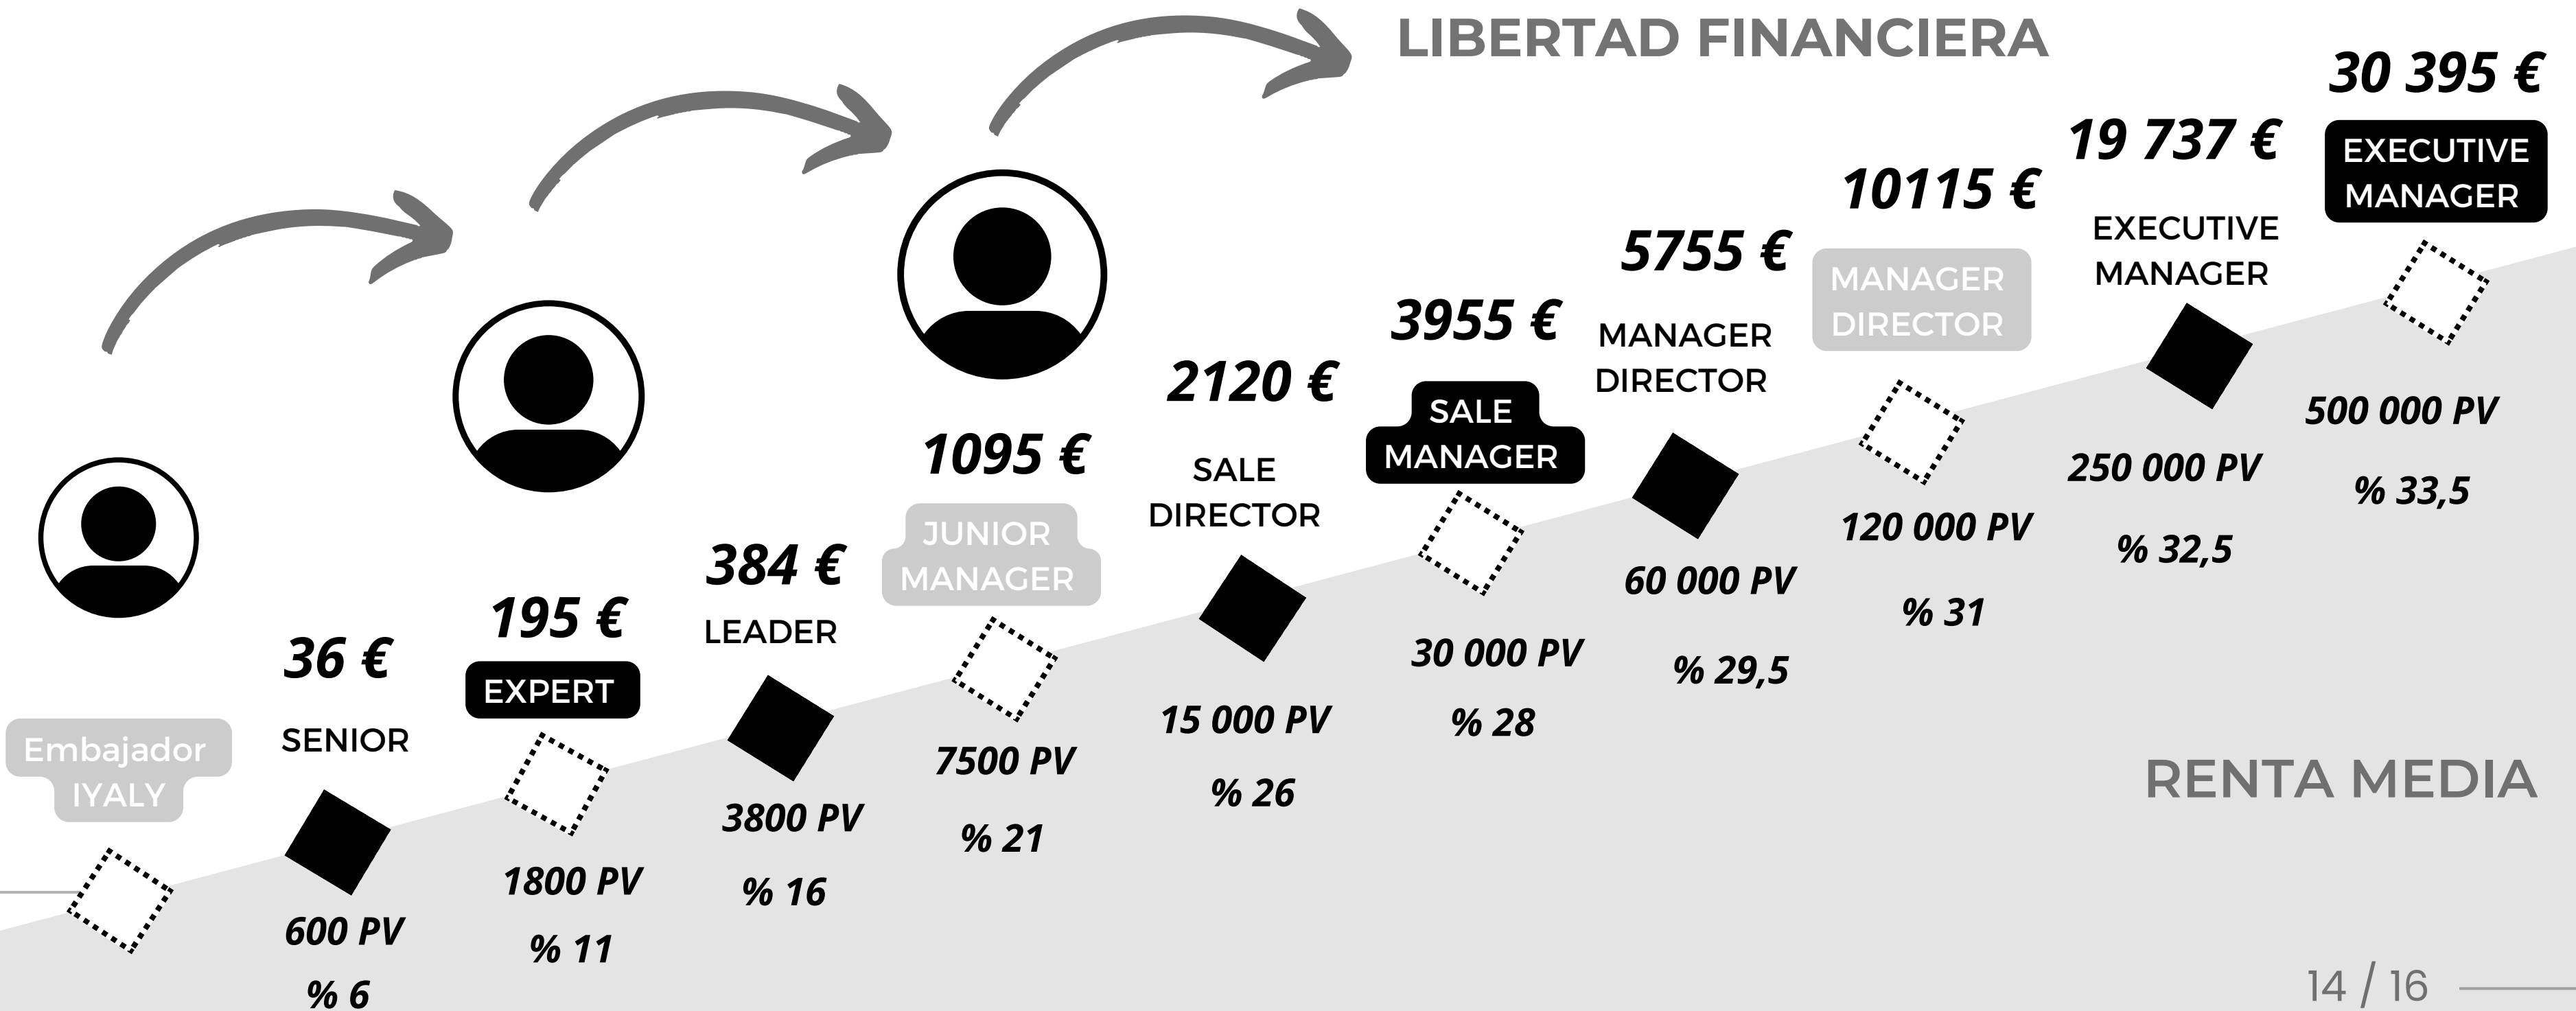 LIBERTAD FINANCIERA
Embajador
IYALY
36 €
SENIOR
600 PV
% 6
195 €
EXPERT
1800 PV
% 11
384 €
LEADER
3800 PV
% 16
1095 €
JUNIOR
MANAGER
7500 PV
% 21
2120 €
SALE
DIRECTOR
15 000 PV
% 26
3955 €
SALE
MANAGER
30 000 PV
% 28
5755 €
MANAGER
DIRECTOR
60 000 PV
% 29,5
10115 €
MANAGER
DIRECTOR
120 000 PV
% 31
19 737 €
EXECUTIVE
MANAGER
250 000 PV
% 32,5
30 395 €
EXECUTIVE
MANAGER
500 000 PV
% 33,5
RENTA MEDIA
14 / 16